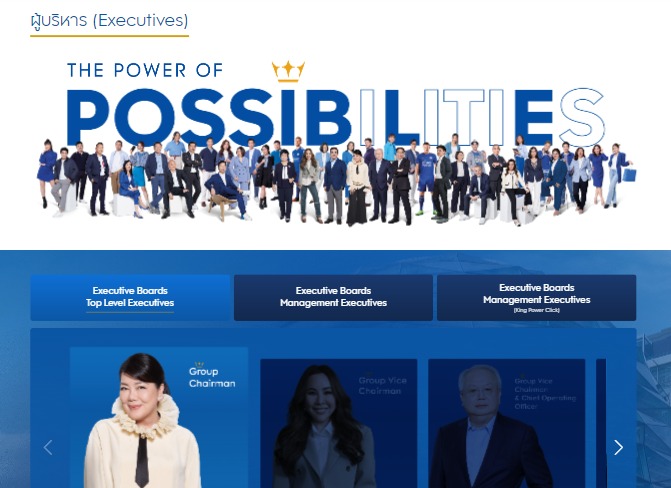 ผู้บริหาร (Executives)
THE POWER OF
POSSIBILITIES
Executive Boards
Top Level Executives
Executive Boards
Management Executives
Executive Boards
Management Executives
(King Power Click)
Group
Chairman
Group Vice
Chairman
Group Vice
Chairman
& Chief Operating
Officer